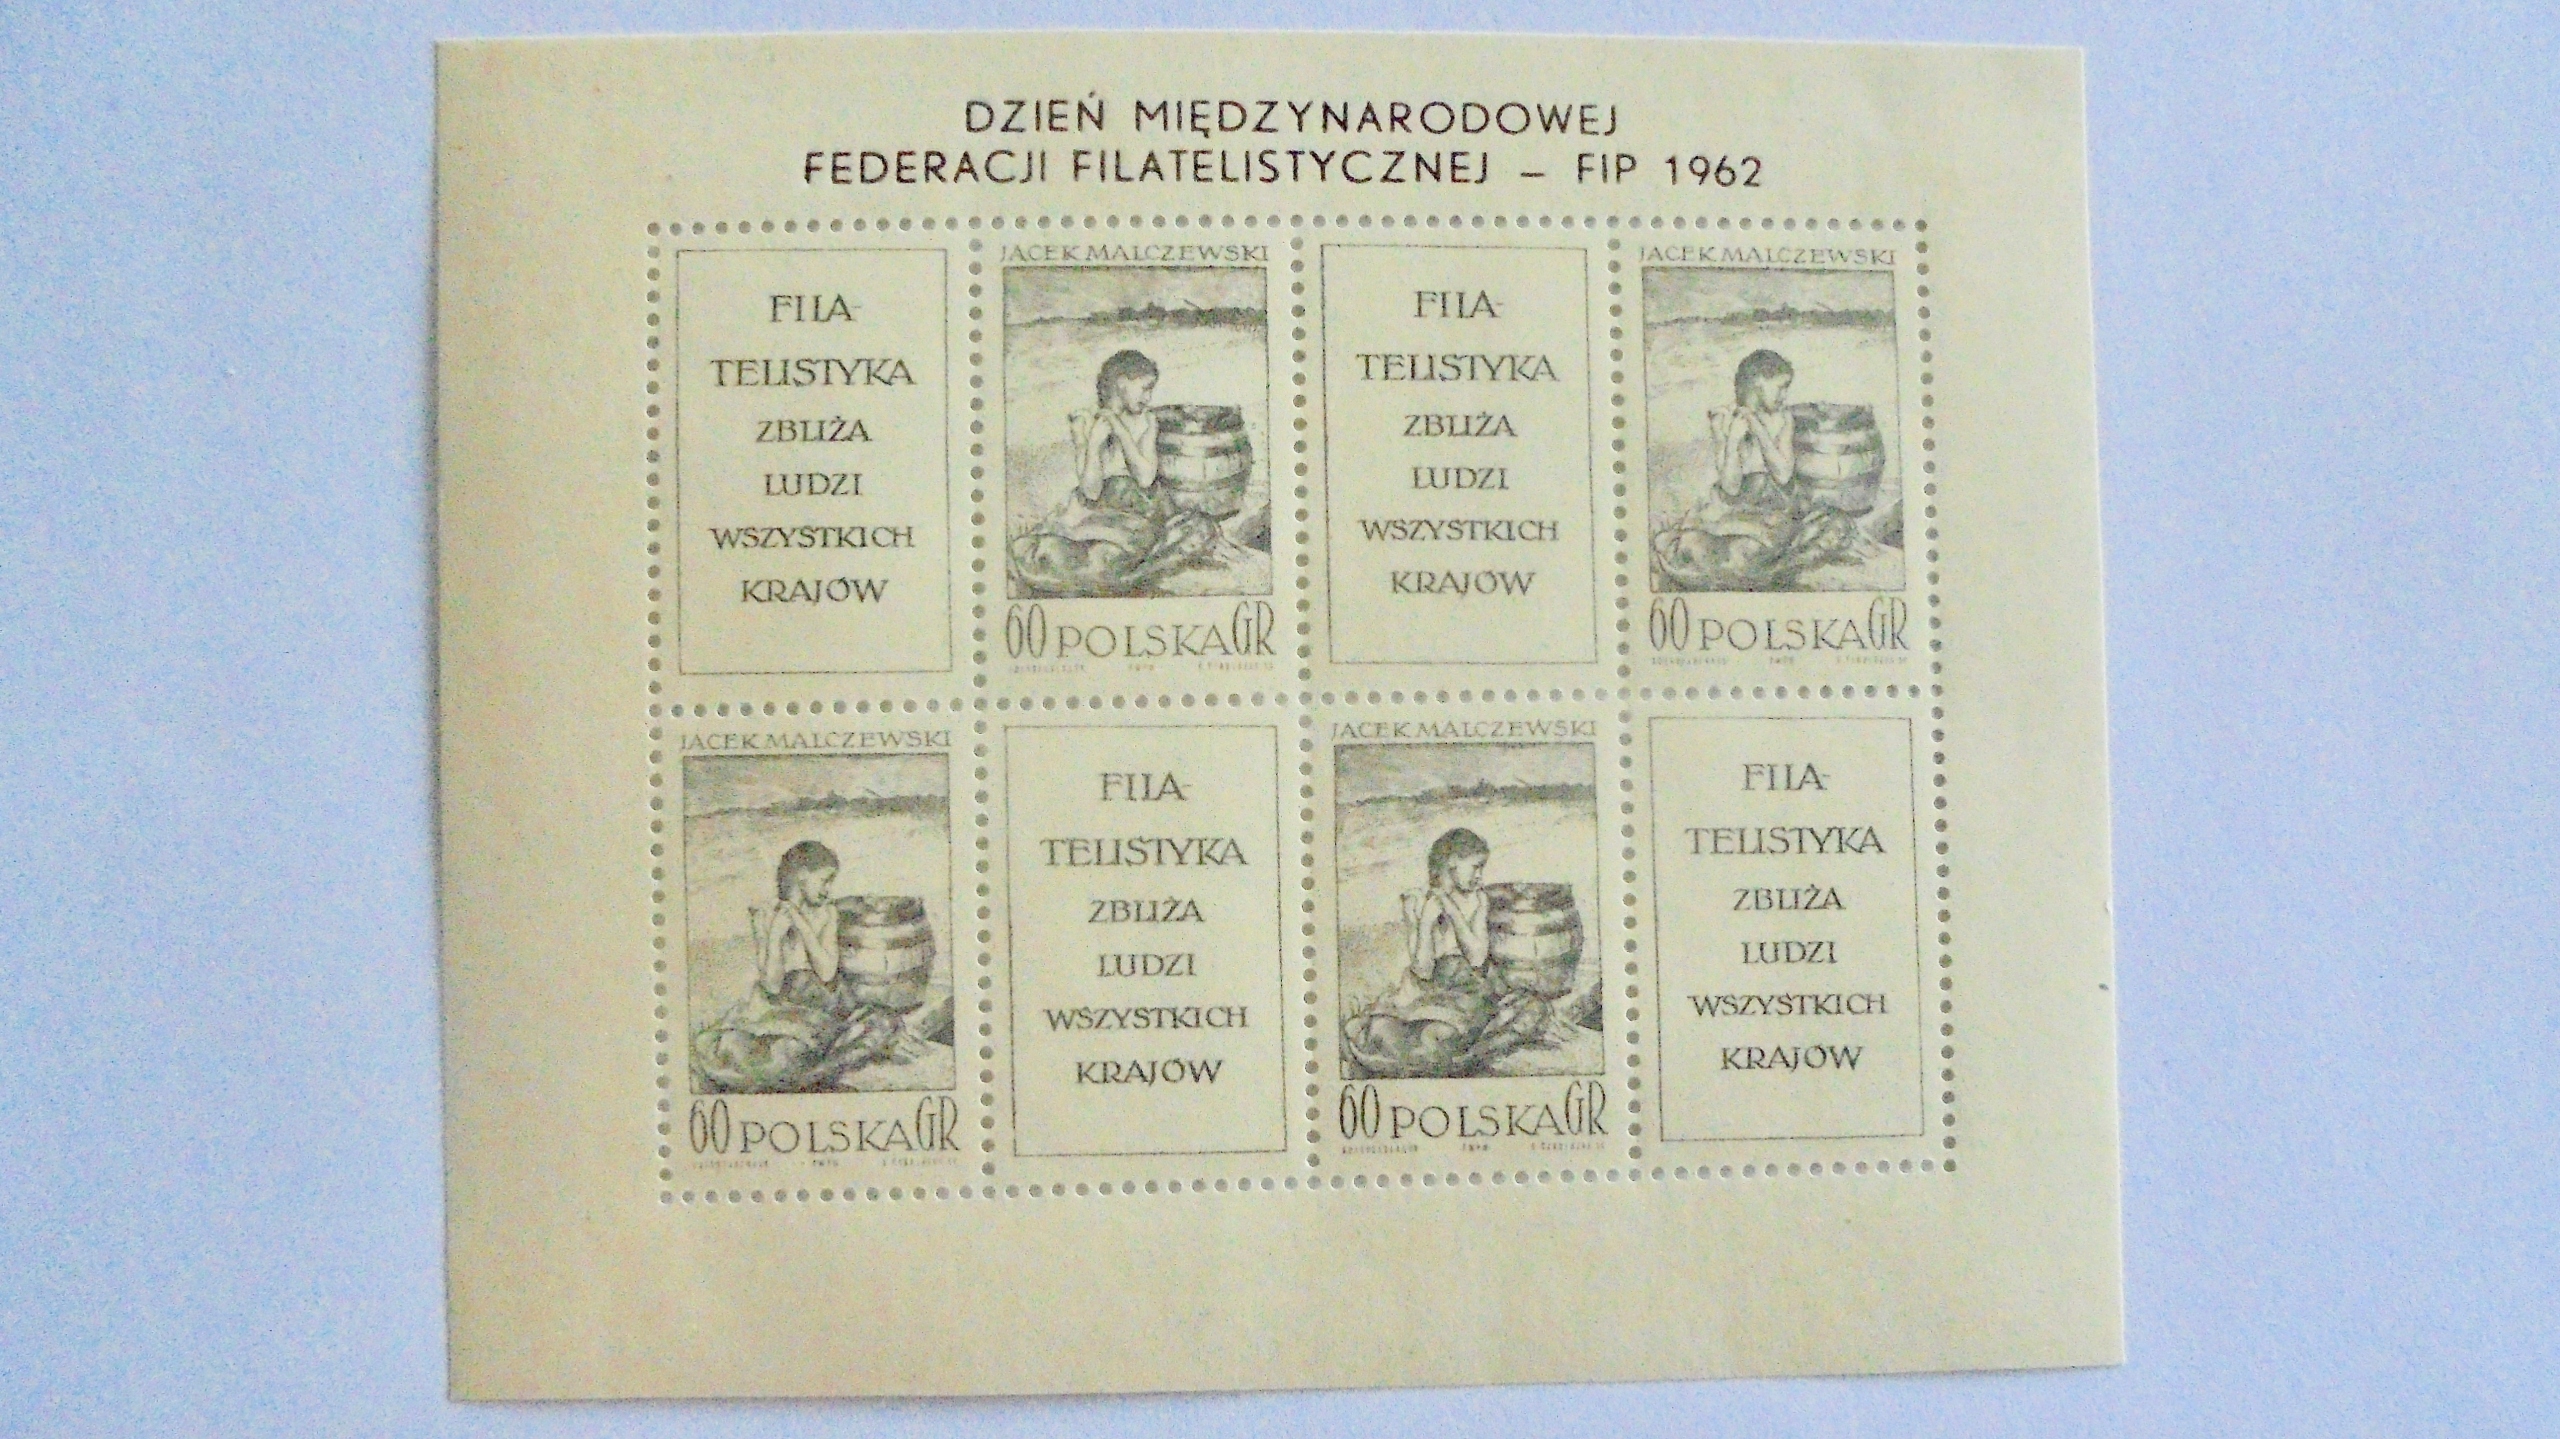 DZIEŃ MIĘDZYNARODOWEJ
FEDERACJI FILATELISTYCZNEJ – FIP 1962
FILA-
TELISTYKA
ZBLIŻA
LUDZI
WSZYSTKICH
KRAJÓW
JACEK MALCZEWSKI
60 POLSKA GR
FILA-
TELISTYKA
ZBLIŻA
LUDZI
WSZYSTKICH
KRAJÓW
JACEK MALCZEWSKI
60 POLSKA GR
JACEK MALCZEWSKI
60 POLSKA GR
FILA-
TELISTYKA
ZBLIŻA
LUDZI
WSZYSTKICH
KRAJÓW
JACEK MALCZEWSKI
60 POLSKA GR
FILA-
TELISTYKA
ZBLIŻA
LUDZI
WSZYSTKICH
KRAJÓW